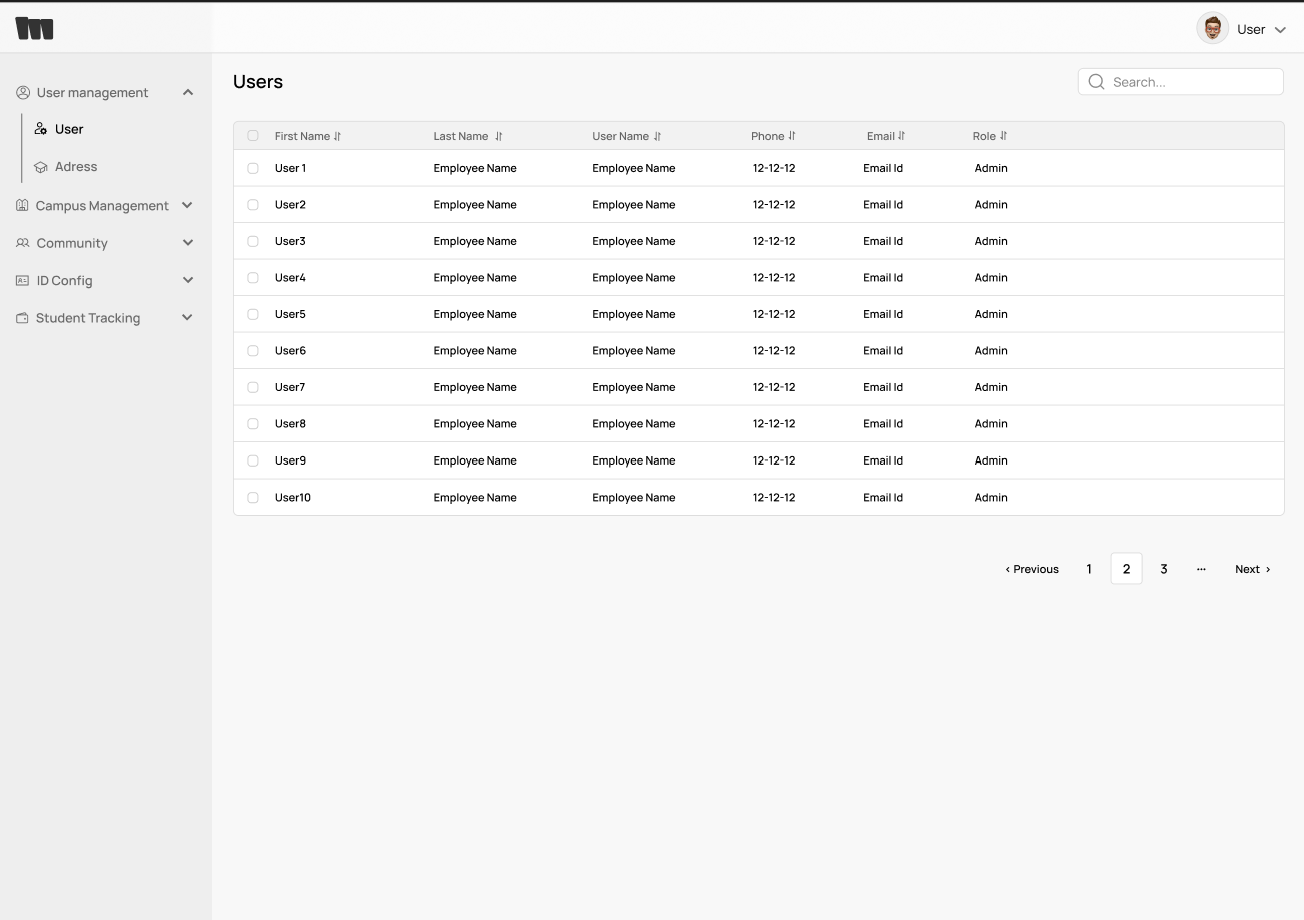 User
User management
User
Adress
Campus Management
Community
ID Config
Student Tracking
Users
Search...
First Name Last Name User Name Phone Email Role
User 1 Employee Name Employee Name 12-12-12 Email Id Admin
User2 Employee Name Employee Name 12-12-12 Email Id Admin
User3 Employee Name Employee Name 12-12-12 Email Id Admin
User4 Employee Name Employee Name 12-12-12 Email Id Admin
User5 Employee Name Employee Name 12-12-12 Email Id Admin
User6 Employee Name Employee Name 12-12-12 Email Id Admin
User7 Employee Name Employee Name 12-12-12 Email Id Admin
User8 Employee Name Employee Name 12-12-12 Email Id Admin
User9 Employee Name Employee Name 12-12-12 Email Id Admin
User10 Employee Name Employee Name 12-12-12 Email Id Admin
‹ Previous 1 2 3 ... Next ›